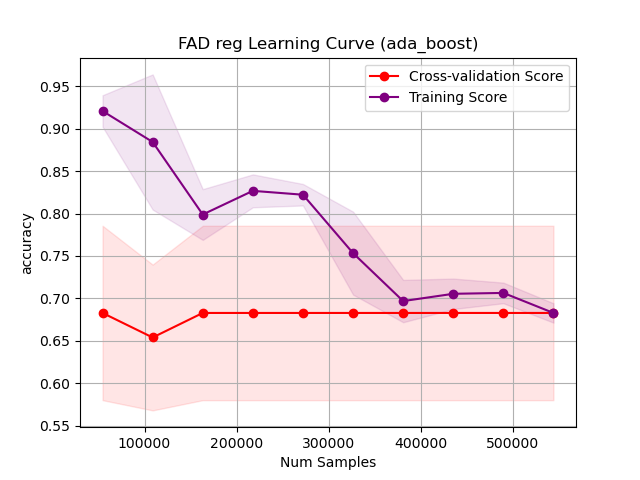 FAD reg Learning Curve (ada_boost)
Cross-validation Score
Training Score
0.95
0.90
0.85
0.80
0.75
0.70
0.65
0.60
0.55
accuracy
100000 200000 300000 400000 500000
Num Samples